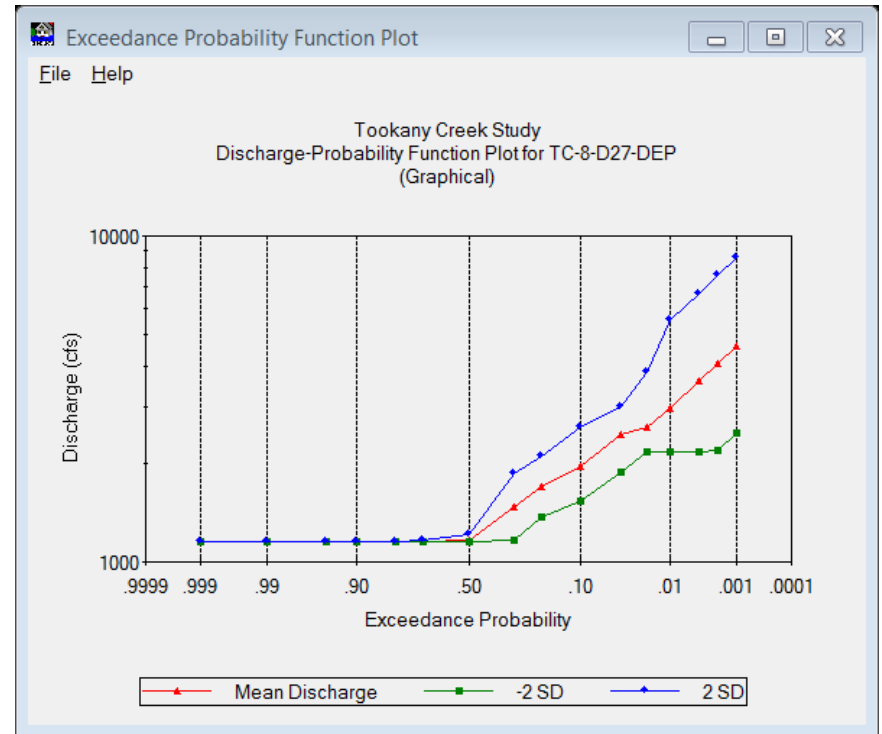 Exceedance Probability Function Plot
File Help
Tookany Creek Study
Discharge-Probability Function Plot for TC-8-D27-DEP
(Graphical)
10000
Discharge (cfs)
1000
.9999 .999 .99 .90 .50 .10 .01 .001 .0001
Exceedance Probability
Mean Discharge -2 SD 2 SD